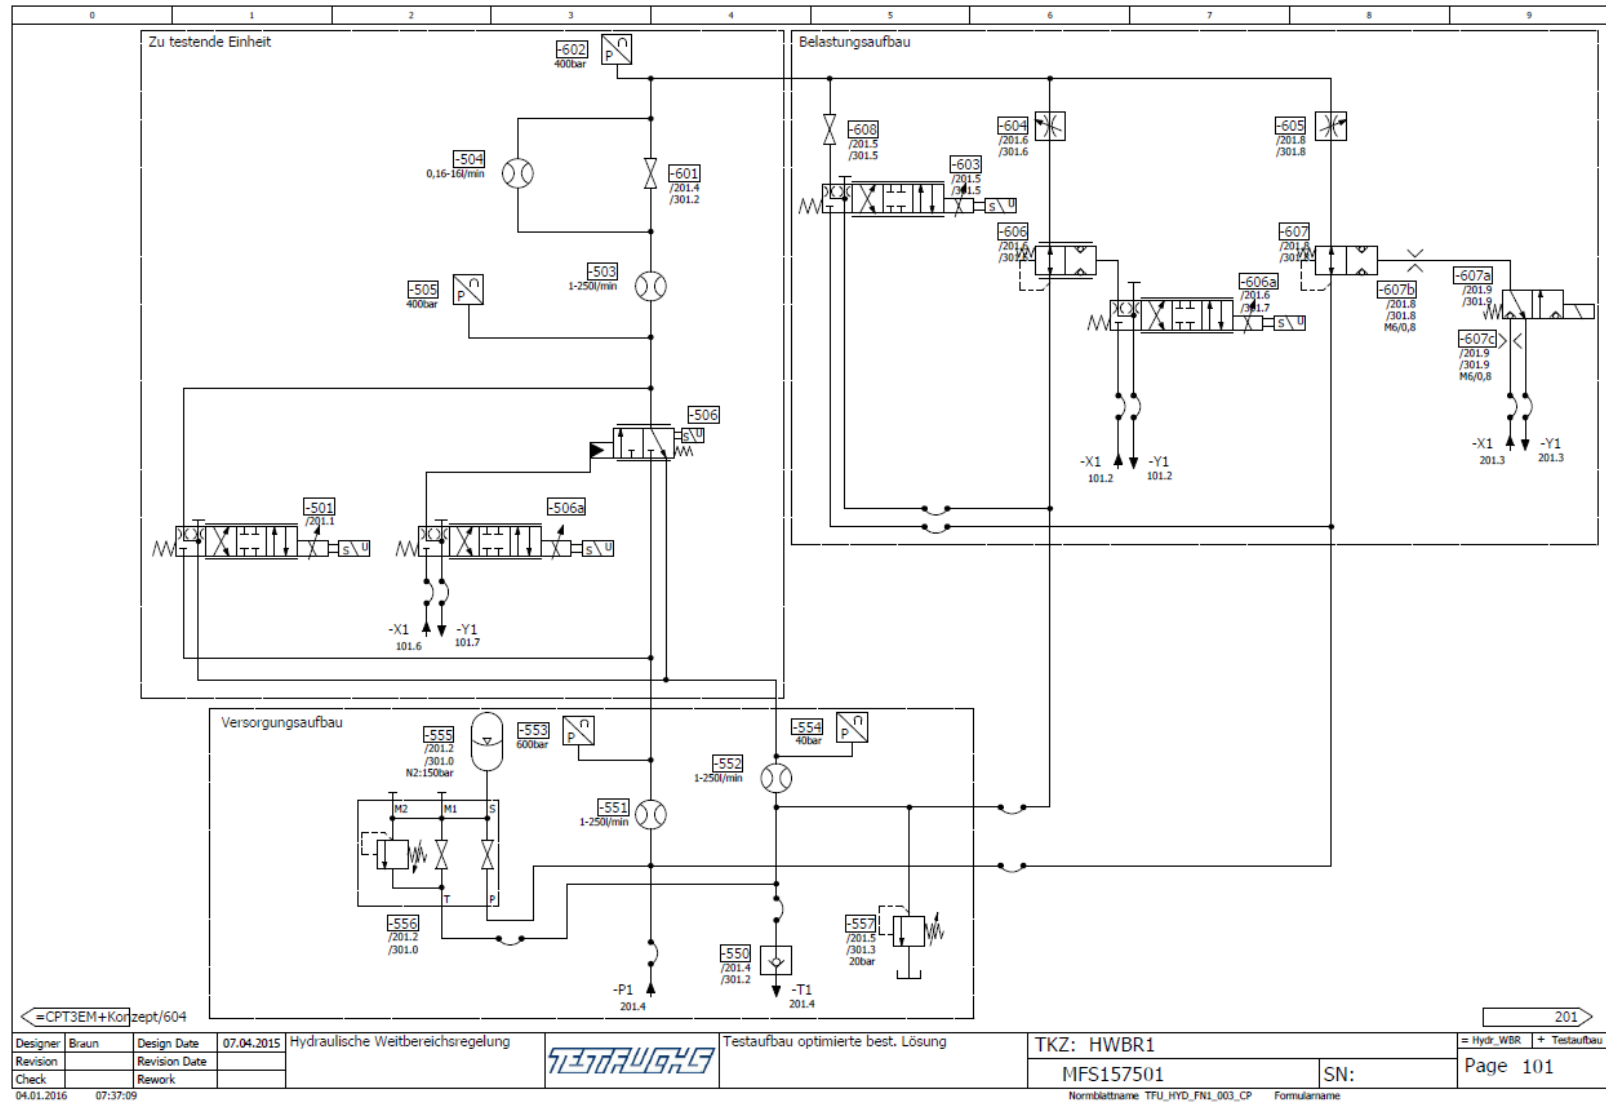 0 1 2 3 4 5 6 7 8 9
Zu testende Einheit
-602
400bar
P
Belastungsaufbau
-504
0,16-16l/min
-601
/201.4
/301.2
-608
/201.5
/301.5
-603
/201.5
/301.5
S U
-604
/201.6
/301.6
-605
/201.8
/301.8
-503
1-250l/min
-505
400bar
P
-606
/201.6
-607
/201.8
-606a
/201.6
/301.7
S U
-607b
/201.8
/301.8
M6/0,8
-607a
/201.9
/301.9
-607c
/201.9
/301.9
M6/0,8
-506
S U
-X1
101.2
-Y1
101.2
-X1
201.3
-Y1
201.3
-501
/201.1
S U
-506a
S U
-X1
101.6
-Y1
101.7
Versorgungsaufbau
-555
/201.2
/301.0
N2:150bar
-553
600bar
P
-554
40bar
P
-552
1-250l/min
-551
1-250l/min
M2 M1 S
T P
-556
/201.2
/301.0
-550
/201.4
/301.2
-557
/201.5
/301.3
20bar
-P1
201.4
-T1
201.4
=CPT3EM+Konzept/604
201
Designer Braun Design Date 07.04.2015
Revision Revision Date
Check Rework
Hydraulische Weitbereichsregelung
TESTFUCHS
Testaufbau optimierte best. Lösung
TKZ: HWBR1
MFS157501 SN:
= Hydr_WBR + Testaufbau
Page 101
04.01.2016 07:37:09
Normblattname TFU_HYD_FN1_003_CP Formularname